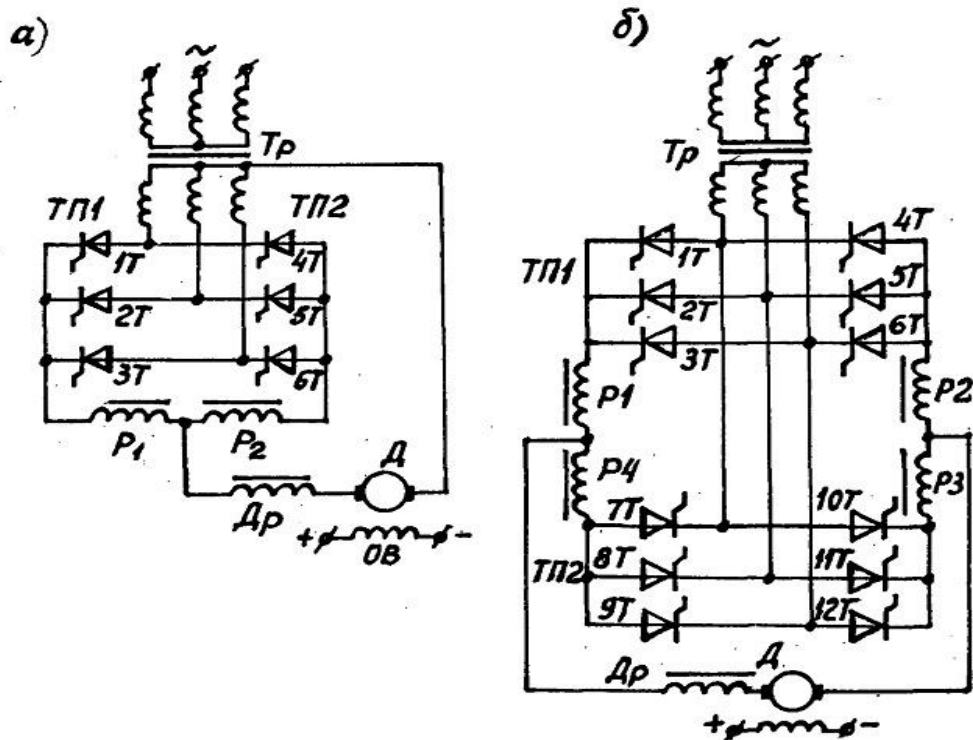 а)
~
Тр
ТП1
ТП2
1Т
4Т
2Т
5Т
3Т
6Т
Р₁
Р₂
Др
Д
+
ОВ
-
б)
~
Тр
ТП1
1Т
4Т
2Т
5Т
3Т
6Т
Р1
Р2
Р4
Р3
7Т
10Т
ТП2
8Т
11Т
9Т
12Т
Др
Д
+
-